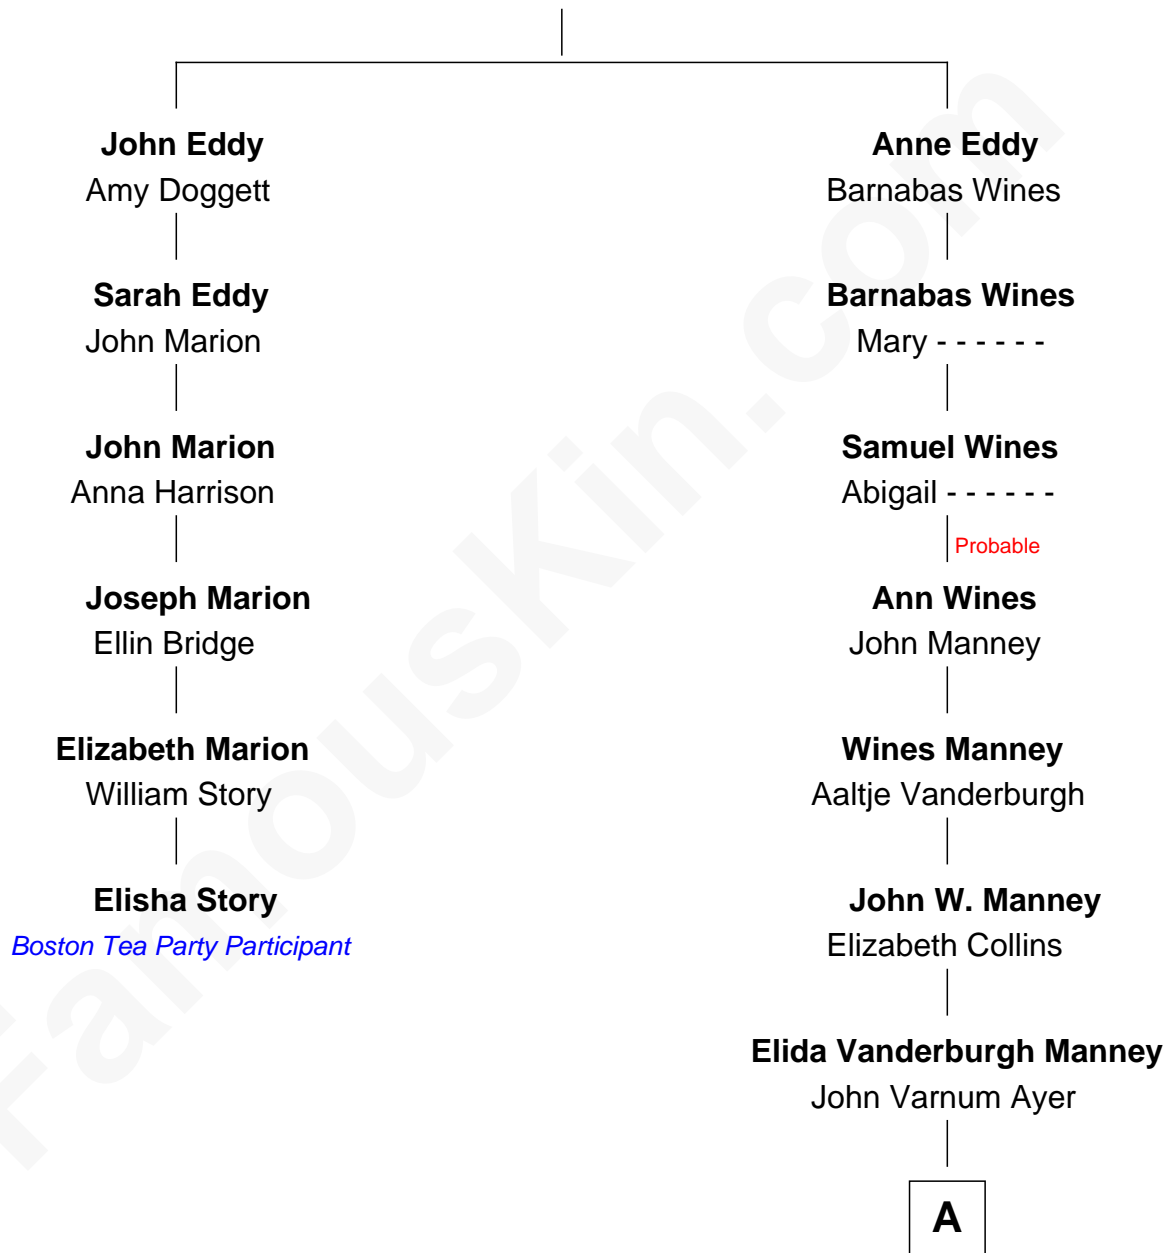 John Eddy
Amy Doggett
Sarah Eddy
John Marion
John Marion
Anna Harrison
Joseph Marion
Ellin Bridge
Elizabeth Marion
William Story
Elisha Story
Boston Tea Party Participant
Anne Eddy
Barnabas Wines
Barnabas Wines
Mary - - - - - -
Samuel Wines
Abigail - - - - - -
Probable
Ann Wines
John Manney
Wines Manney
Aaltje Vanderburgh
John W. Manney
Elizabeth Collins
Elida Vanderburgh Manney
John Varnum Ayer
A
FamousKin.com